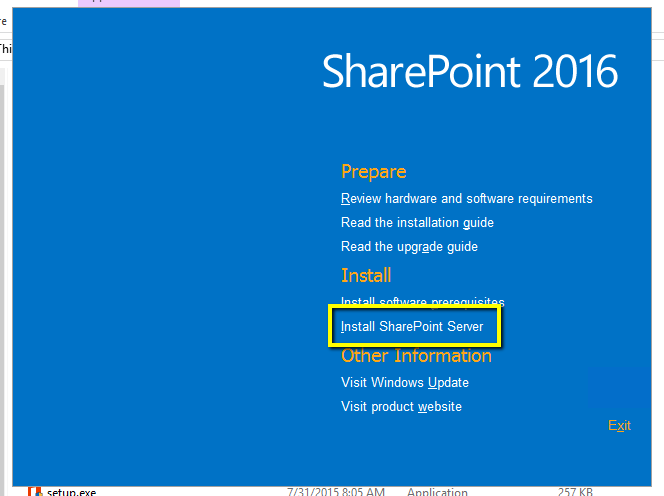 SharePoint 2016
Prepare
Review hardware and software requirements
Read the installation guide
Read the upgrade guide
Install
Install software prerequisites
Install SharePoint Server
Other Information
Visit Windows Update
Visit product website
Exit
setup.exe 7/31/2015 8:05 AM Application 257 KB